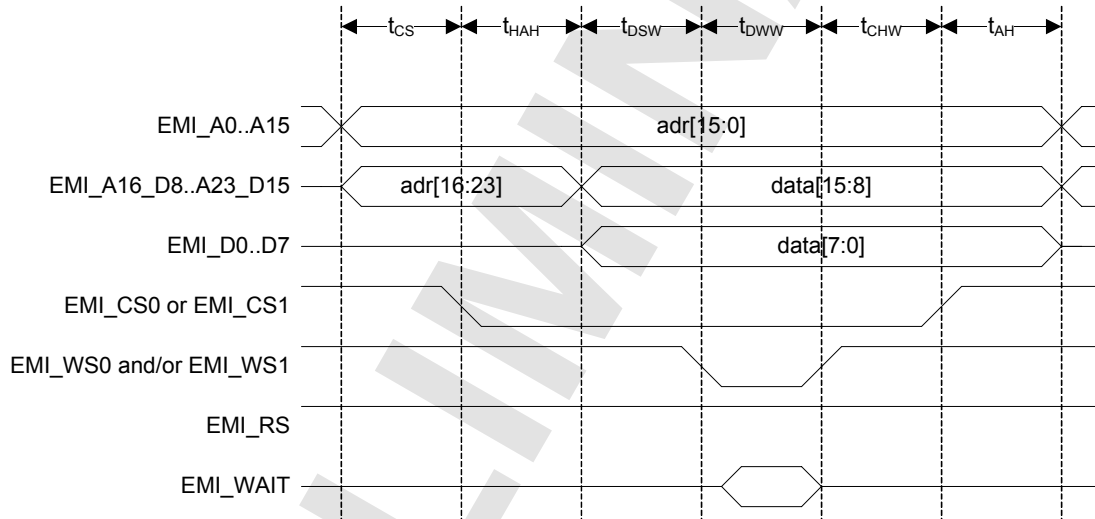 tCS tHAH tDSW tDWW tCHW tAH
EMI_A0..A15 adr[15:0]
EMI_A16_D8..A23_D15 adr[16:23] data[15:8]
EMI_D0..D7 data[7:0]
EMI_CS0 or EMI_CS1
EMI_WS0 and/or EMI_WS1
EMI_RS
EMI_WAIT